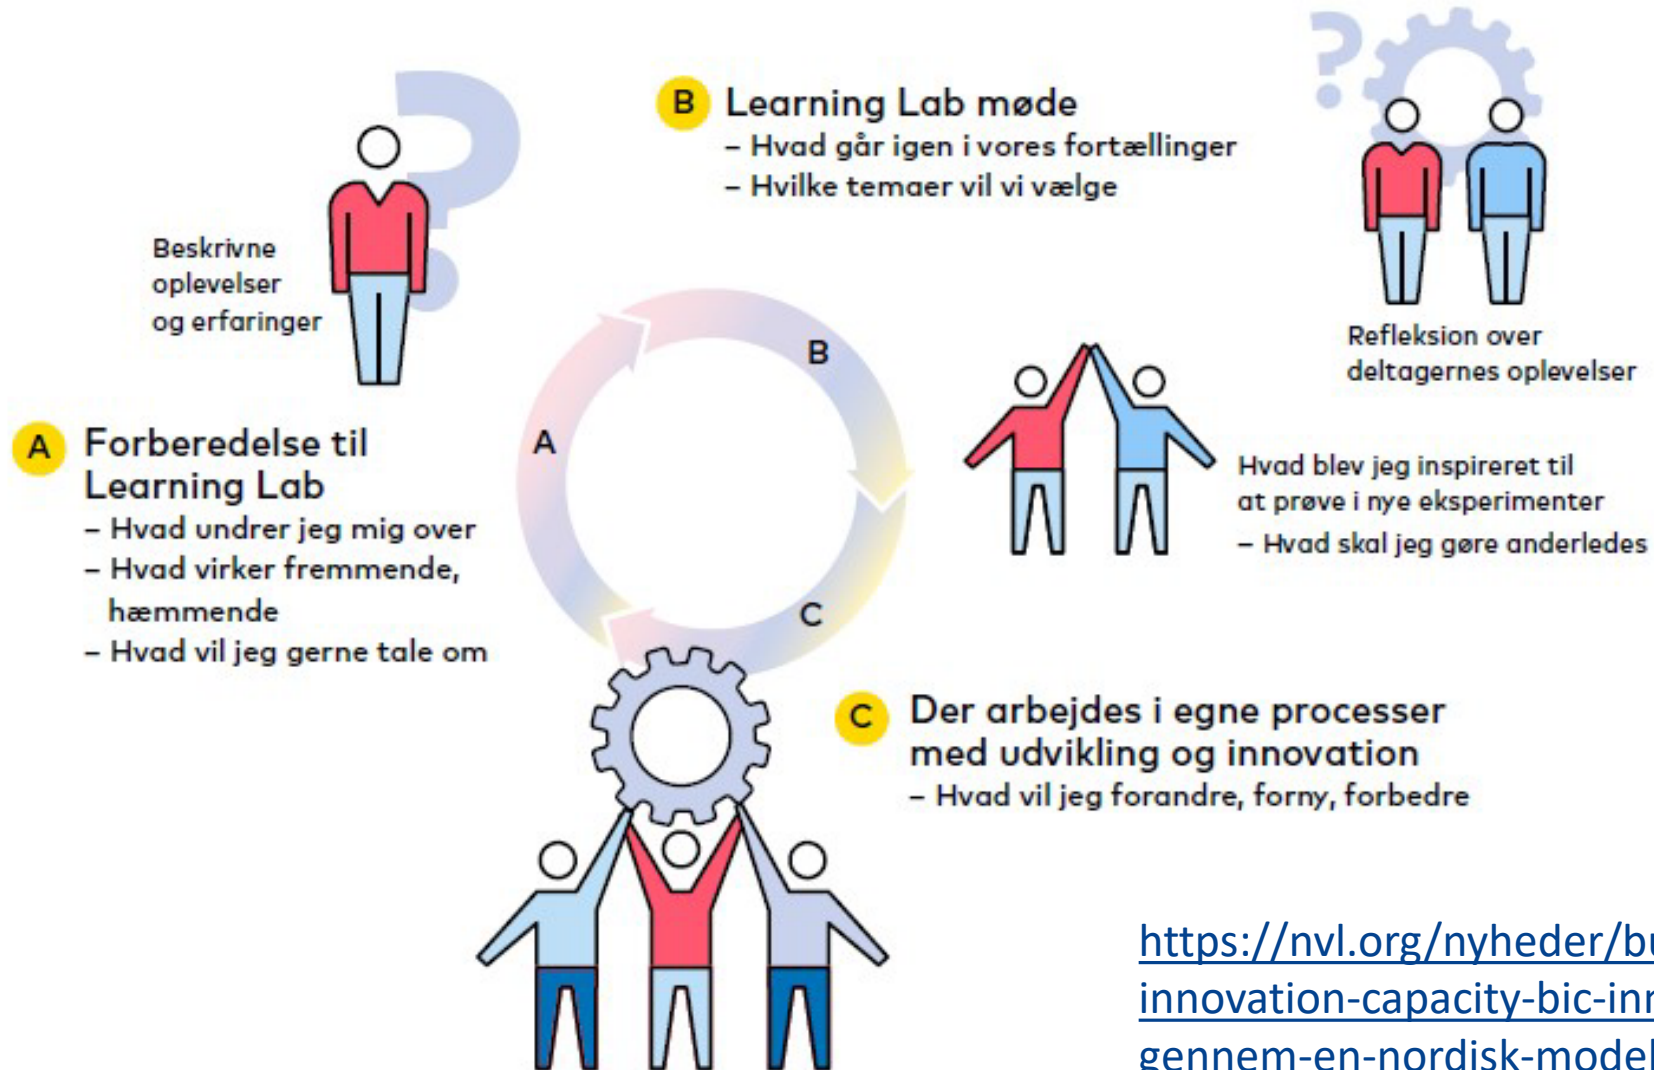 B Learning Lab møde
– Hvad går igen i vores fortællinger
– Hvilke temaer vil vi vælge
Beskrivne
oplevelser
og erfaringer
Refleksion over
deltagernes oplevelser
A Forberedelse til
Learning Lab
– Hvad undrer jeg mig over
– Hvad virker fremmende,
hæmmende
– Hvad vil jeg gerne tale om
A
B
C
Hvad blev jeg inspireret til
at prøve i nye eksperimenter
– Hvad skal jeg gøre anderledes
C Der arbejdes i egne processer
med udvikling og innovation
– Hvad vil jeg forandre, forny, forbedre
https://nvl.org/nyheder/bu
innovation-capacity-bic-inn
gennem-en-nordisk-model